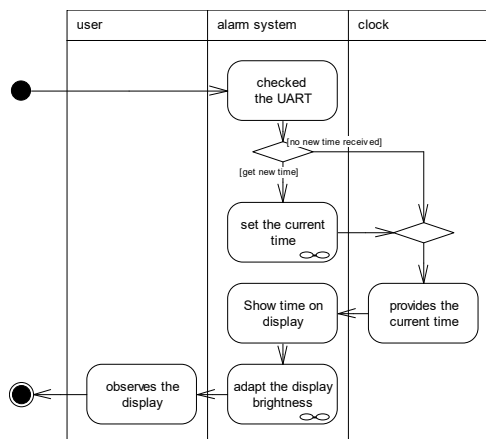 user
alarm system
clock
checked
the UART
[no new time received]
[get new time]
set the current
time
Show time on
display
provides the
current time
observes the
display
adapt the display
brightness